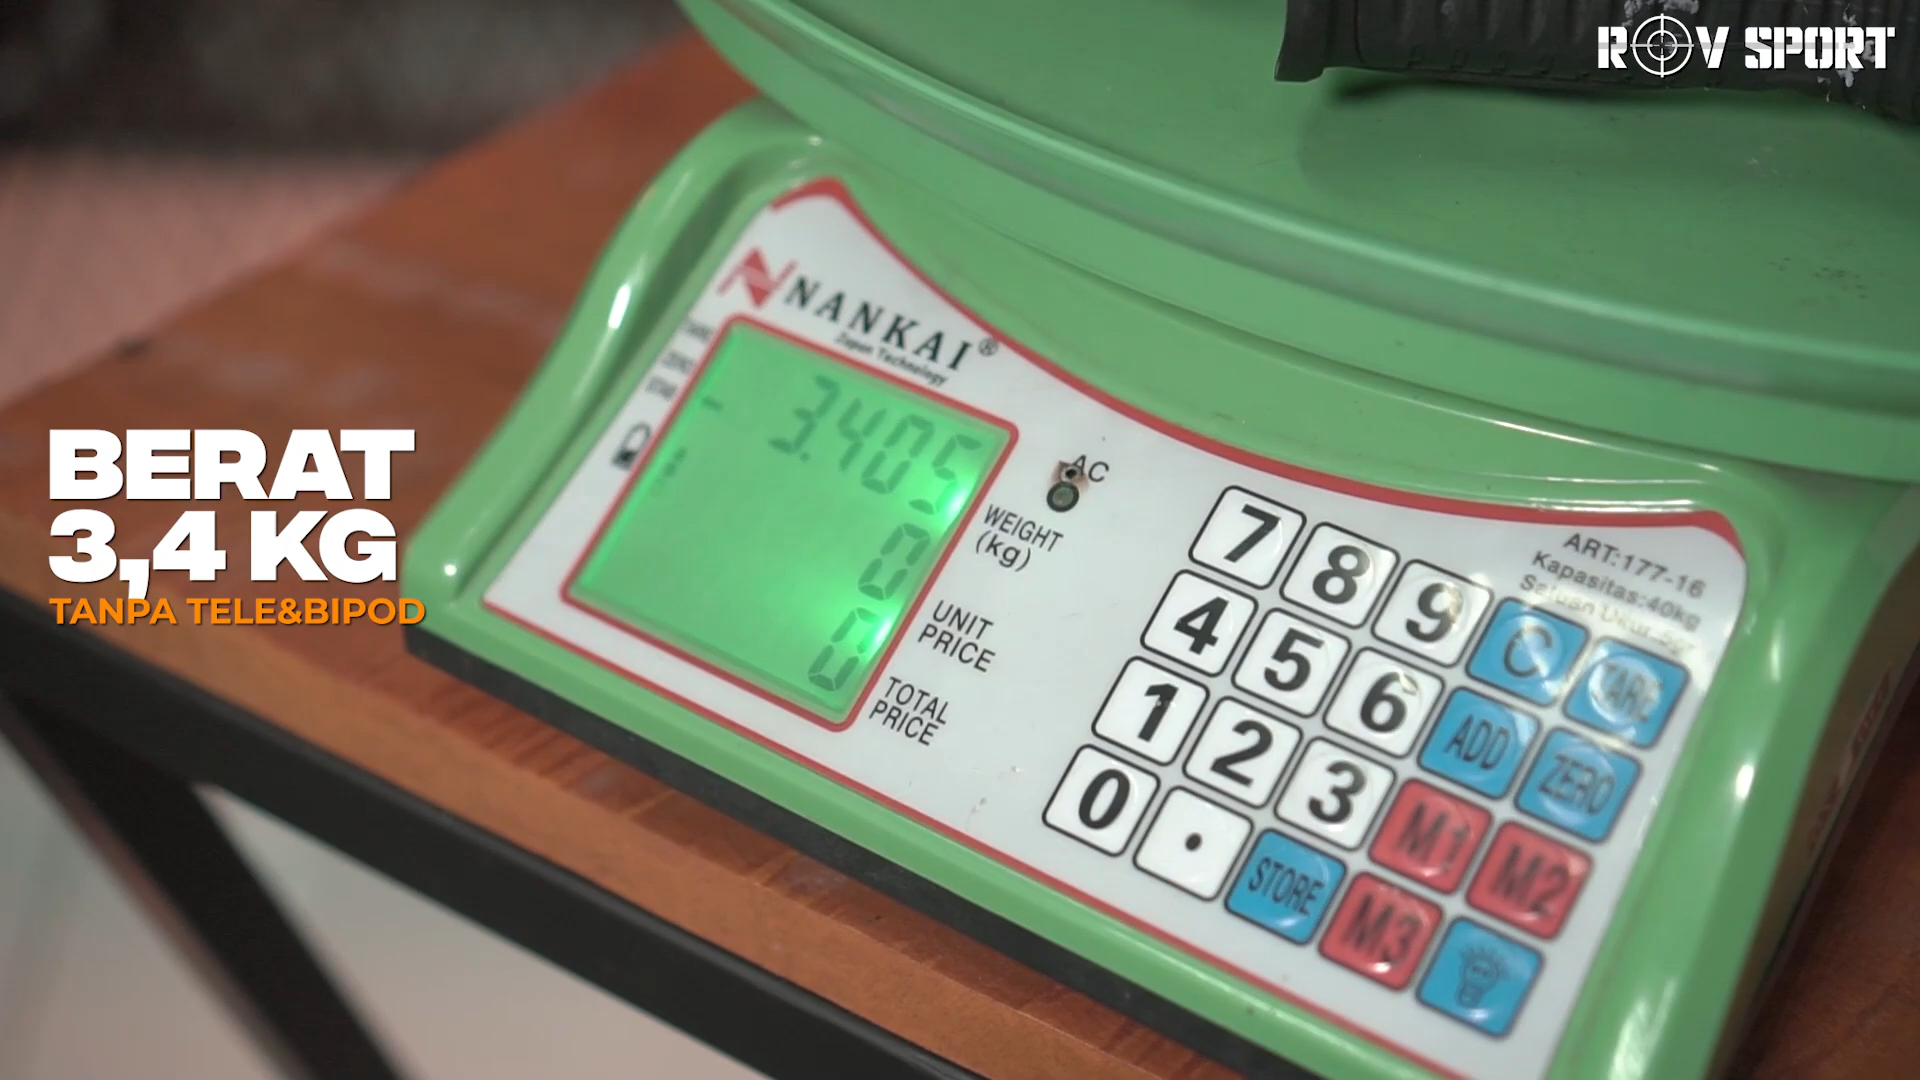 R V SPORT
NANKAI®
Japan Technology
3.405
0
0
AC
WEIGHT
(kg)
UNIT
PRICE
TOTAL
PRICE
BERAT
3,4 KG
TANPA TELE&BIPOD
ART:177-16
Kapasitas:40kg
Satuan Ukur
7 8 9 C TARE
4 5 6 ADD ZERO
1 2 3 M1 M2
0 . STORE M3